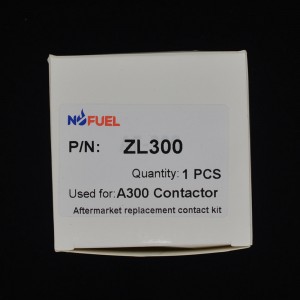 NOFUEL
P/N: ZL300
Quantity: 1 PCS
Used for: A300 Contactor
Aftermarket replacement contact kit